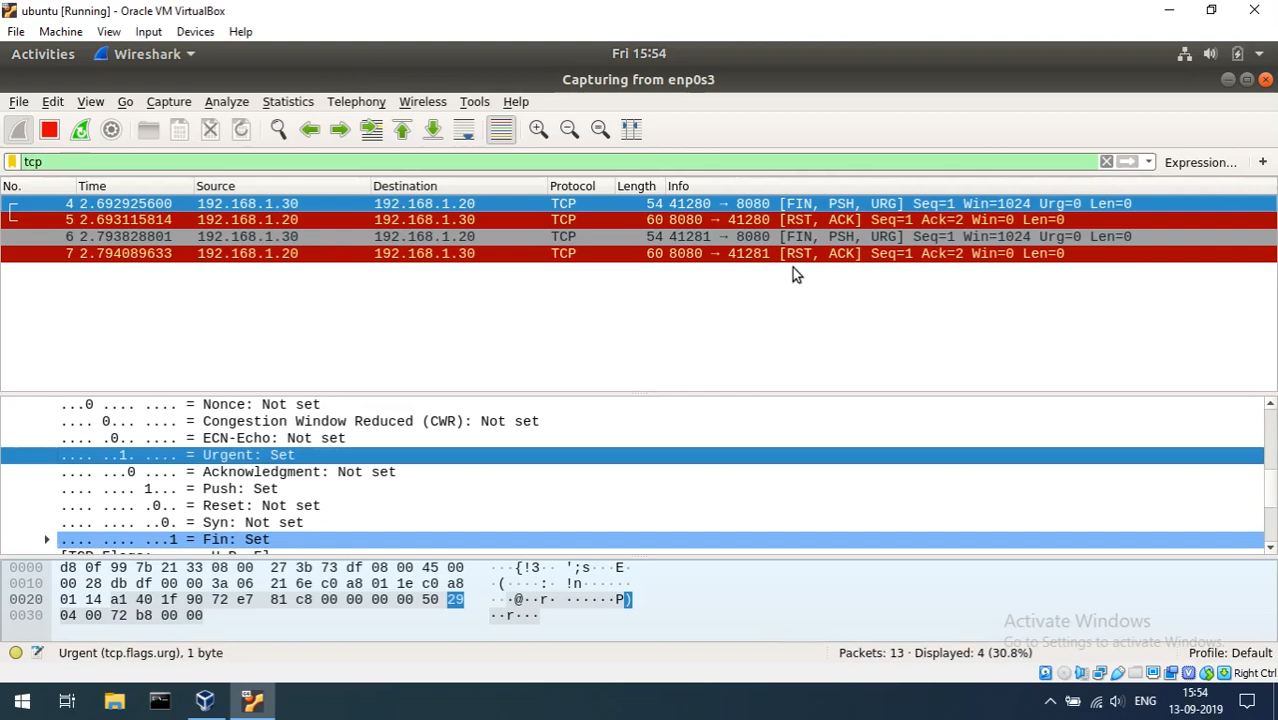 ubuntu [Running] - Oracle VM VirtualBox
File Machine View Input Devices Help
Activities Wireshark Fri 15:54
Capturing from enp0s3
File Edit View Go Capture Analyze Statistics Telephony Wireless Tools Help
tcp Expression... +
No. Time Source Destination Protocol Length Info
4 2.692925600 192.168.1.30 192.168.1.20 TCP 54 41280 → 8080 [FIN, PSH, URG] Seq=1 Win=1024 Urg=0 Len=0
5 2.693115814 192.168.1.20 192.168.1.30 TCP 60 8080 → 41280 [RST, ACK] Seq=1 Ack=2 Win=0 Len=0
6 2.793828801 192.168.1.30 192.168.1.20 TCP 54 41281 → 8080 [FIN, PSH, URG] Seq=1 Win=1024 Urg=0 Len=0
7 2.794089633 192.168.1.20 192.168.1.30 TCP 60 8080 → 41281 [RST, ACK] Seq=1 Ack=2 Win=0 Len=0
...0 .... .... = Nonce: Not set
.... 0... .... = Congestion Window Reduced (CWR): Not set
.... .0.. .... = ECN-Echo: Not set
.... ..1. .... = Urgent: Set
.... ...0 .... = Acknowledgment: Not set
.... .... 1... = Push: Set
.... .... .0.. = Reset: Not set
.... .... ..0. = Syn: Not set
.... .... ...1 = Fin: Set
0000 d8 0f 99 7b 21 33 08 00 27 3b 73 df 08 00 45 00 ···{!3·· ';s···E·
0010 00 28 db df 00 00 3a 06 21 6e c0 a8 01 1e c0 a8 ·(····:· !n······
0020 01 14 a1 40 1f 90 72 e7 81 c8 00 00 00 00 50 29 ···@··r· ······P)
0030 04 00 72 b8 00 00 ··r···
Activate Windows
Go to Settings to activate Windows.
Urgent (tcp.flags.urg), 1 byte Packets: 13 · Displayed: 4 (30.8%) Profile: Default
Right Ctrl
ENG 15:54
13-09-2019